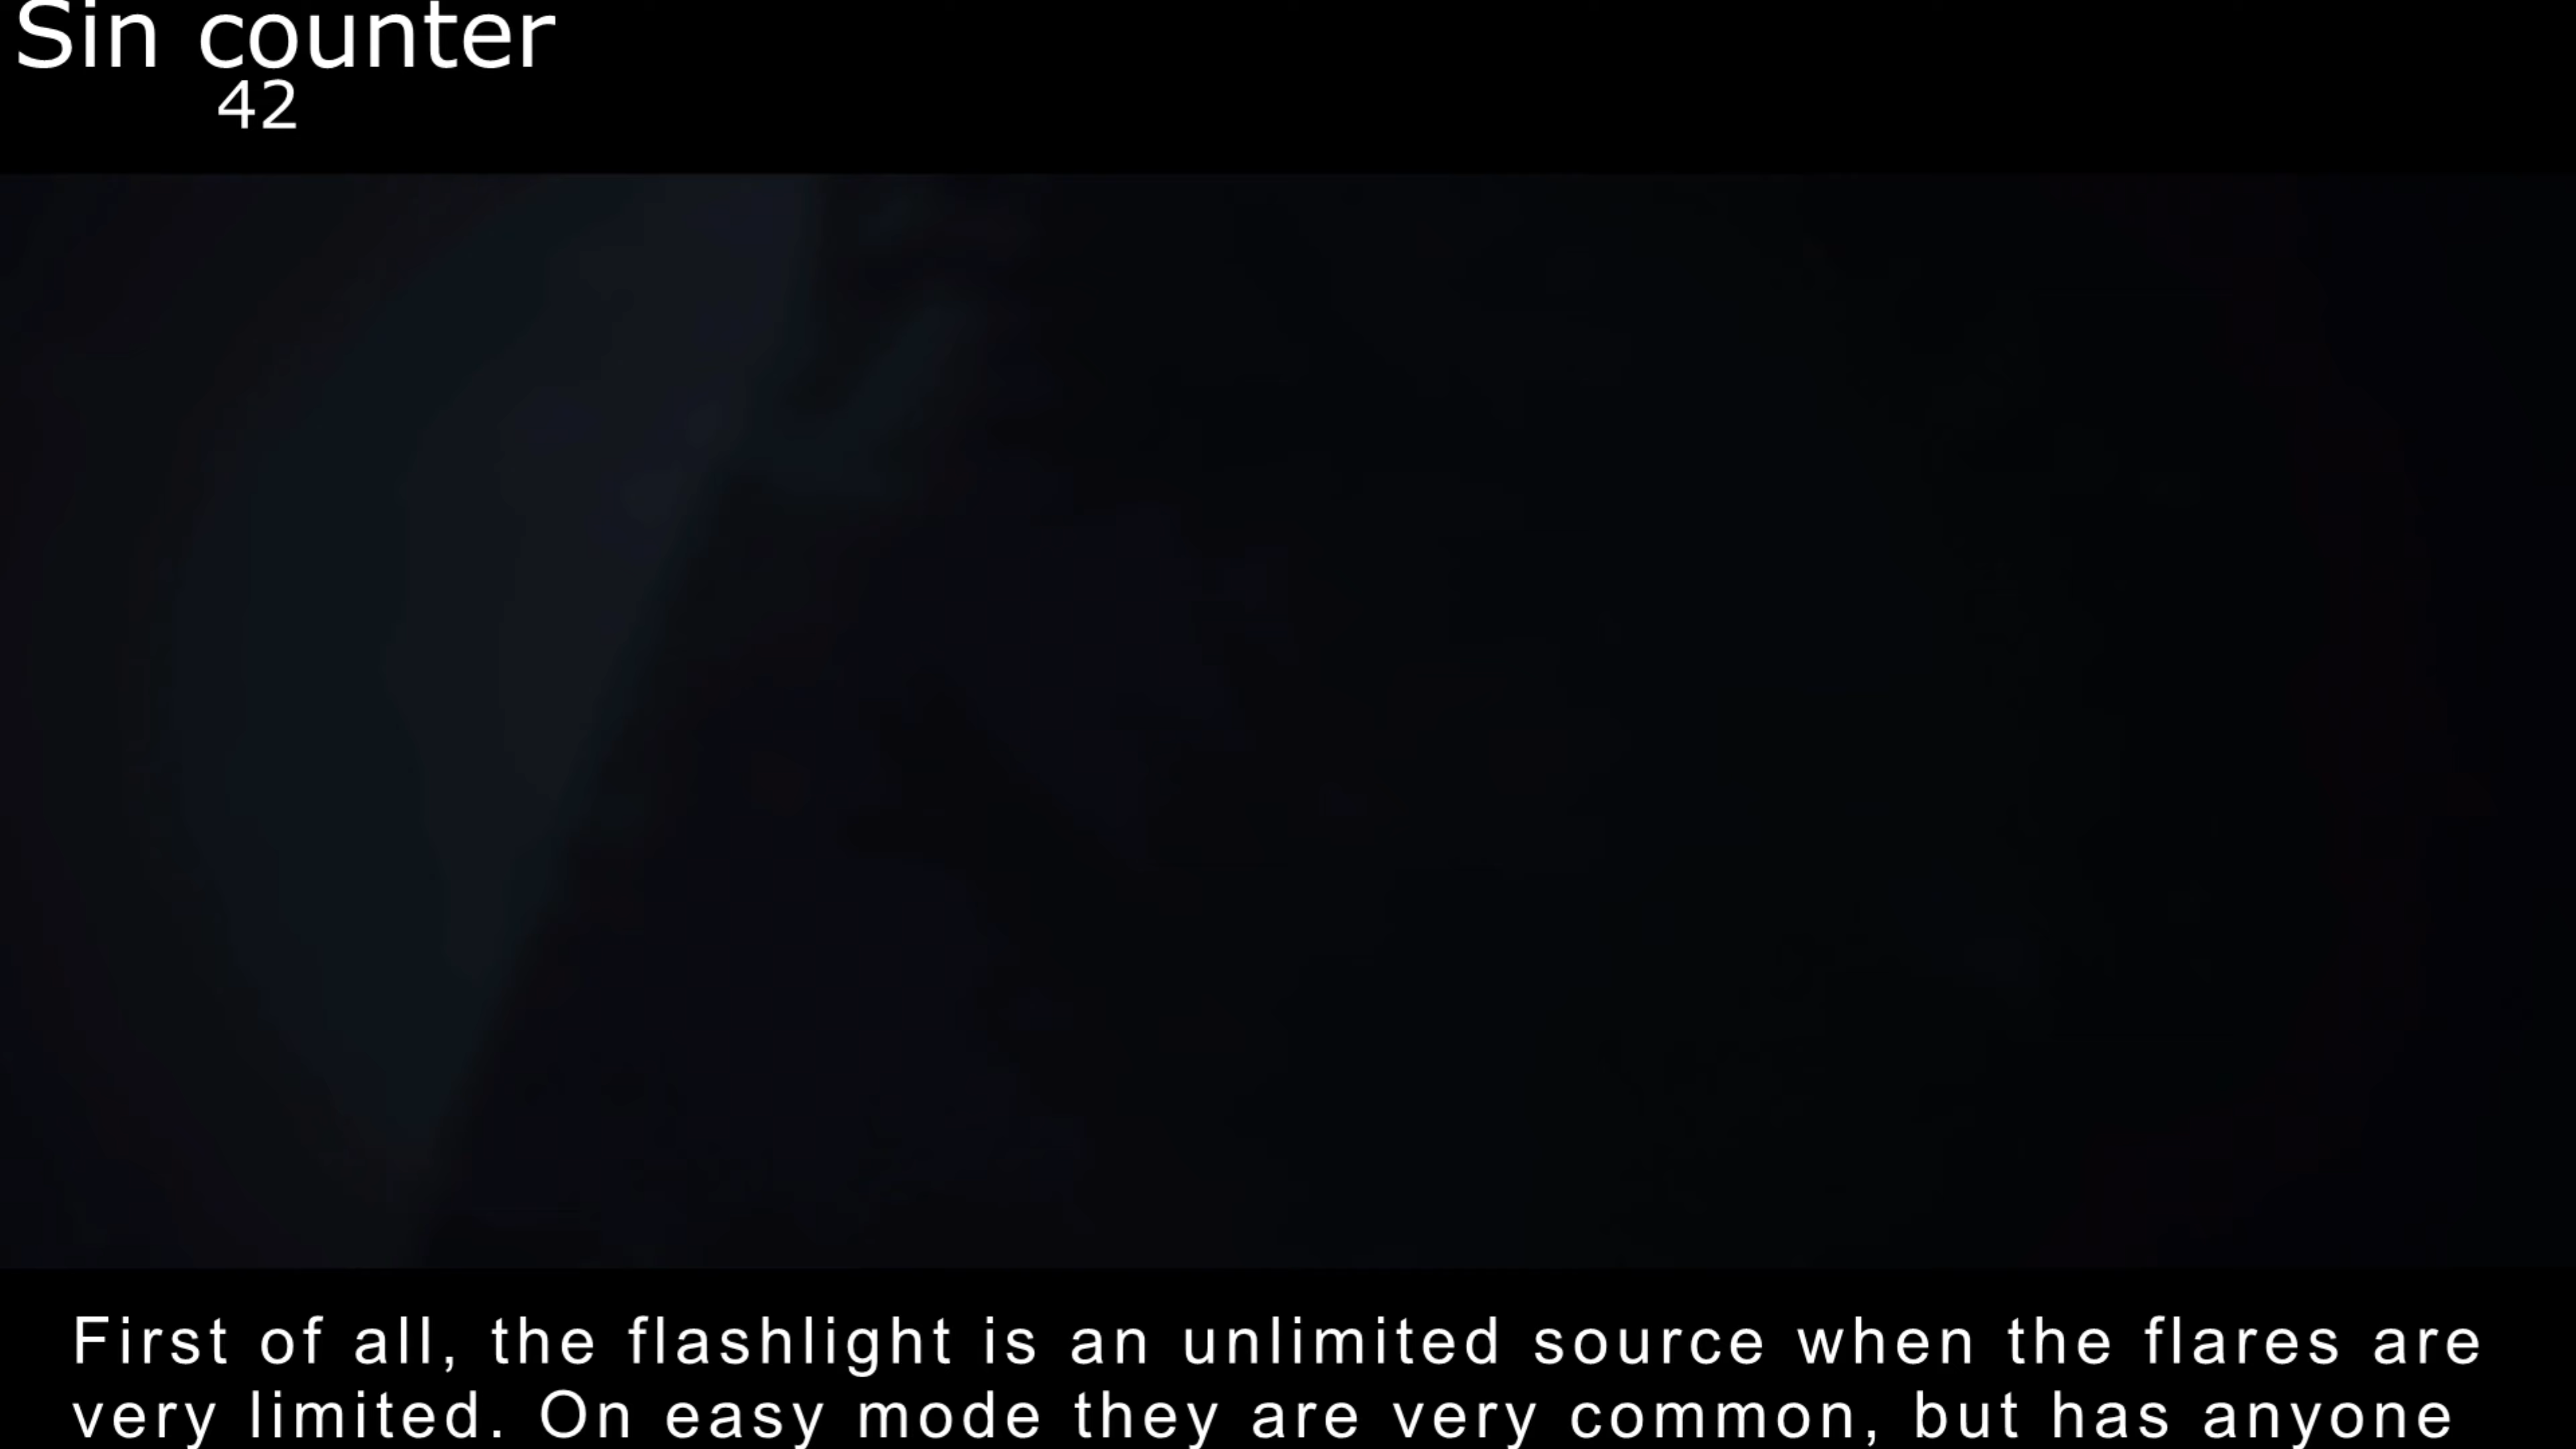 Sin counter
42
First of all, the flashlight is an unlimited source when the flares are
very limited. On easy mode they are very common, but has anyone